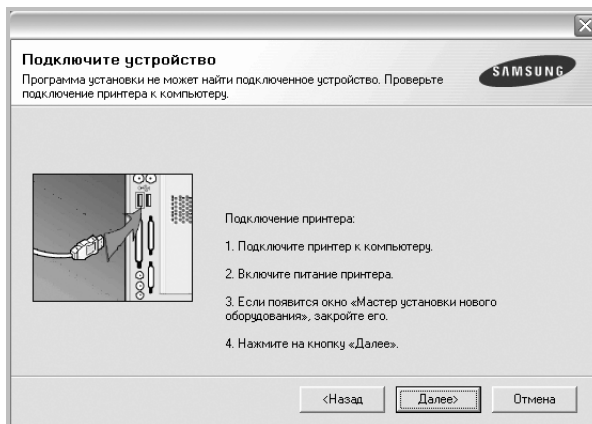 Подключите устройство
Программа установки не может найти подключенное устройство. Проверьте
подключение принтера к компьютеру.
SAMSUNG
Подключение принтера:
1. Подключите принтер к компьютеру.
2. Включите питание принтера.
3. Если появится окно «Мастер установки нового
оборудования», закройте его.
4. Нажмите на кнопку «Далее».
<Назад
Далее>
Отмена